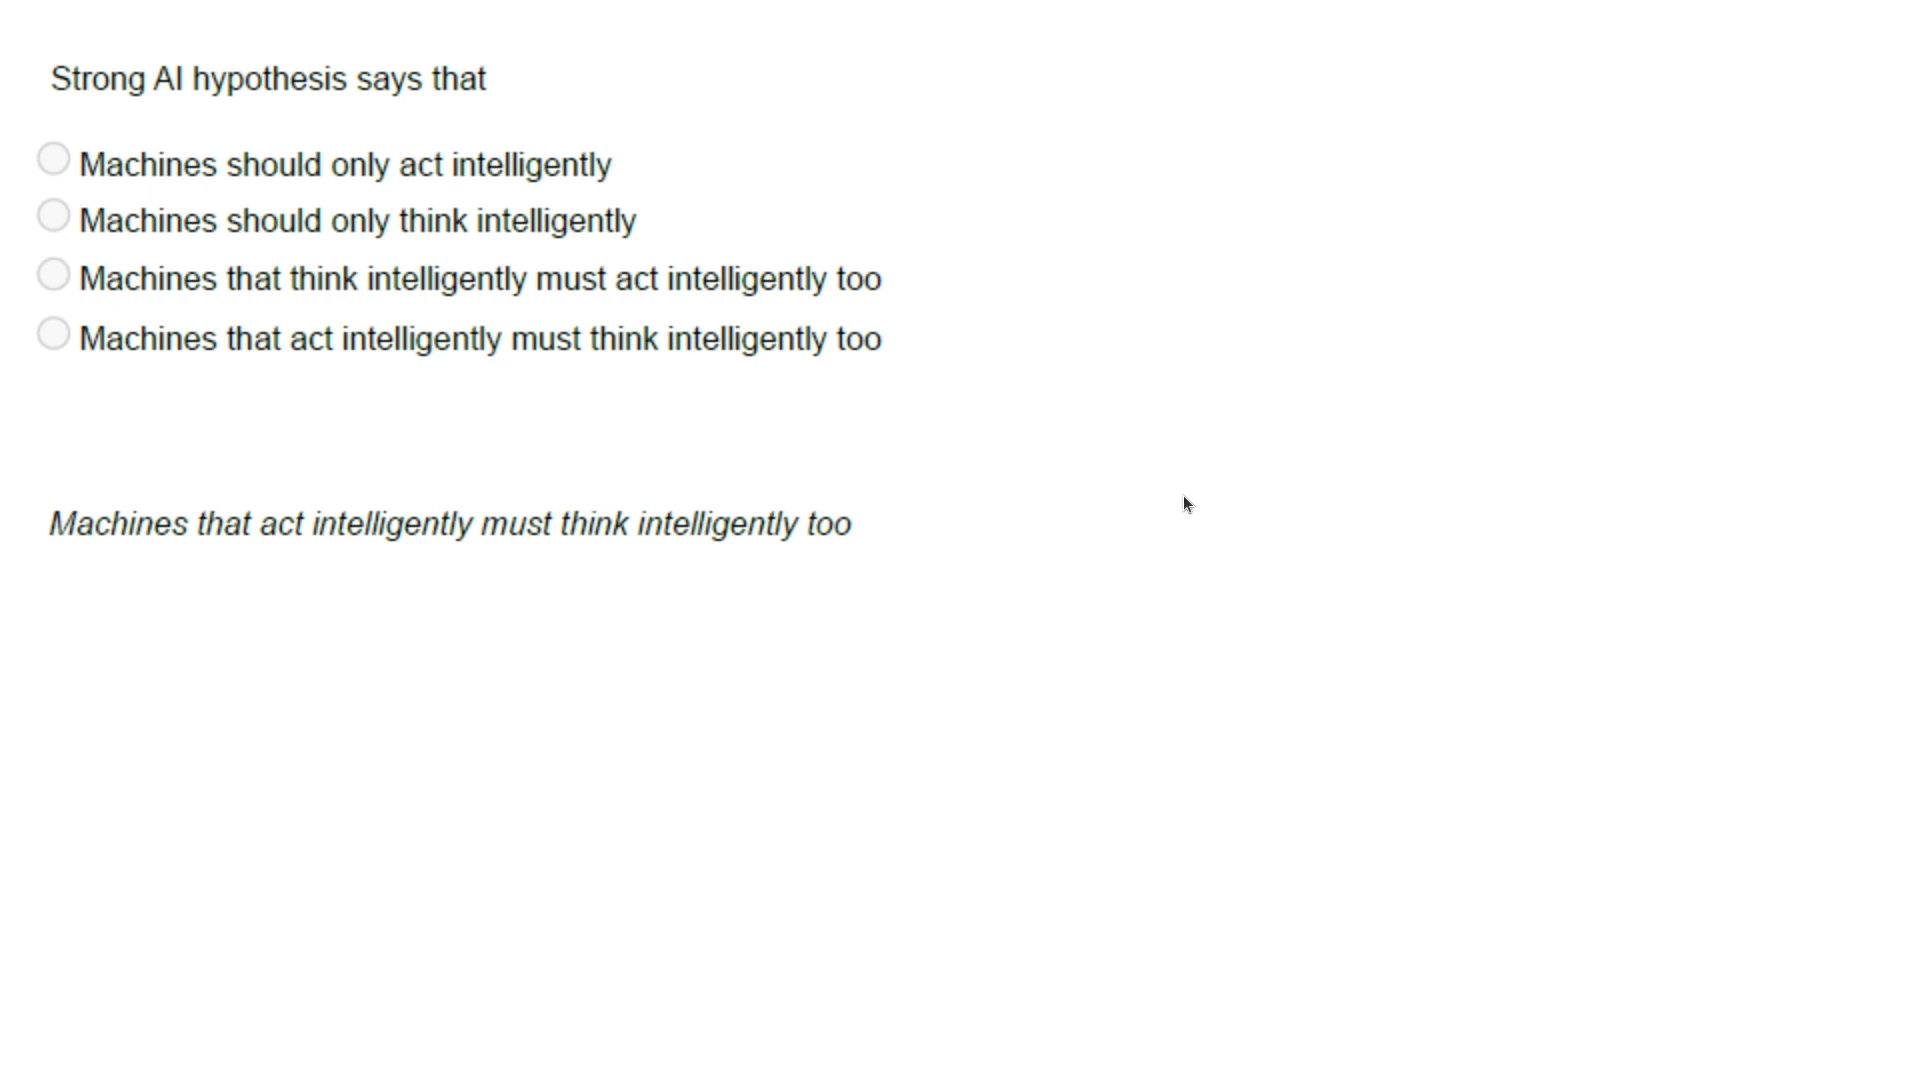 Strong AI hypothesis says that
Machines should only act intelligently
Machines should only think intelligently
Machines that think intelligently must act intelligently too
Machines that act intelligently must think intelligently too
Machines that act intelligently must think intelligently too